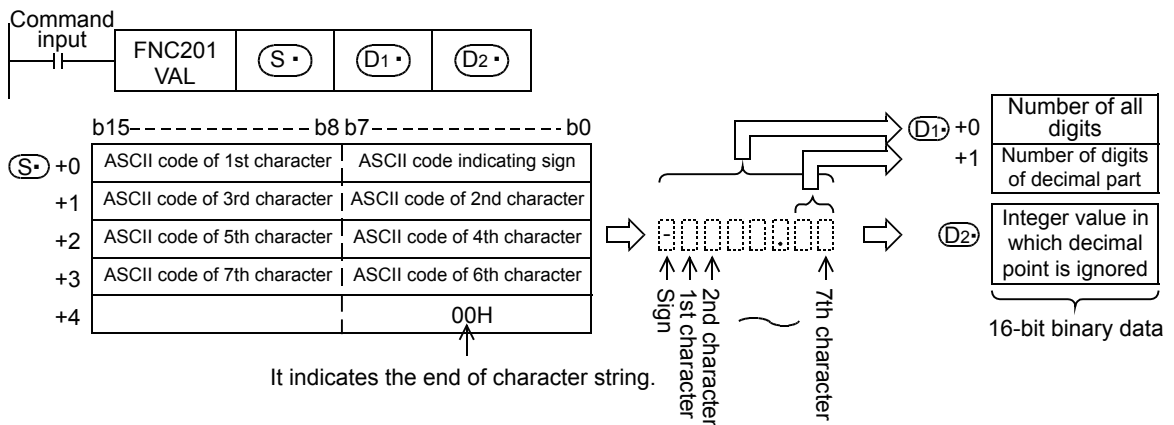 Command
input
FNC201
VAL
S•
D1•
D2•
b15 b8 b7 b0
S• +0 ASCII code of 1st character ASCII code indicating sign
+1 ASCII code of 3rd character ASCII code of 2nd character
+2 ASCII code of 5th character ASCII code of 4th character
+3 ASCII code of 7th character ASCII code of 6th character
+4 00H
It indicates the end of character string.
- .
Sign
1st character
2nd character
7th character
D1• +0 Number of all
digits
+1 Number of digits
of decimal part
D2• Integer value in
which decimal
point is ignored
16-bit binary data